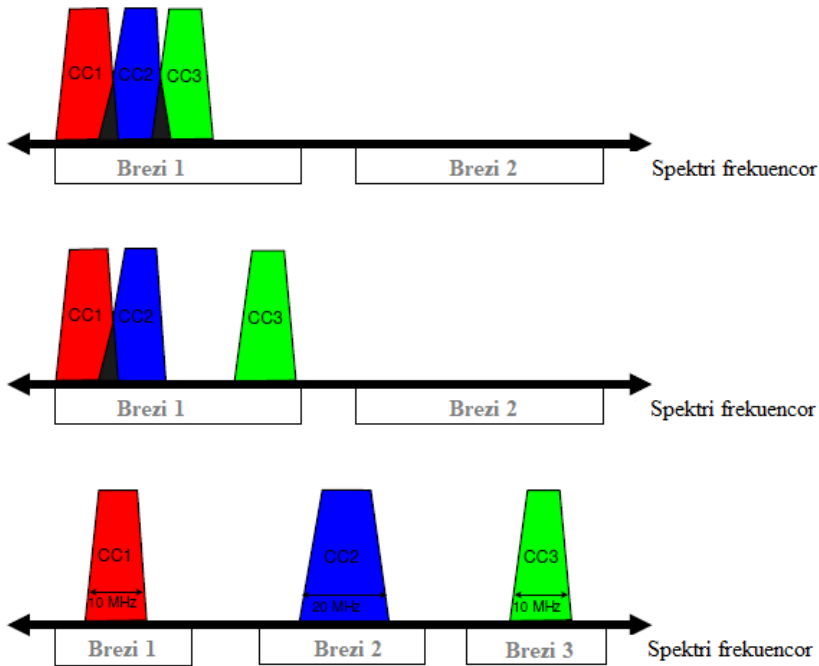 CC1 CC2 CC3
Brezi 1 Brezi 2 Spektri frekuencor
CC1 CC2 CC3
Brezi 1 Brezi 2 Spektri frekuencor
CC1 CC2 CC3
10 MHz 20 MHz 10 MHz
Brezi 1 Brezi 2 Brezi 3 Spektri frekuencor